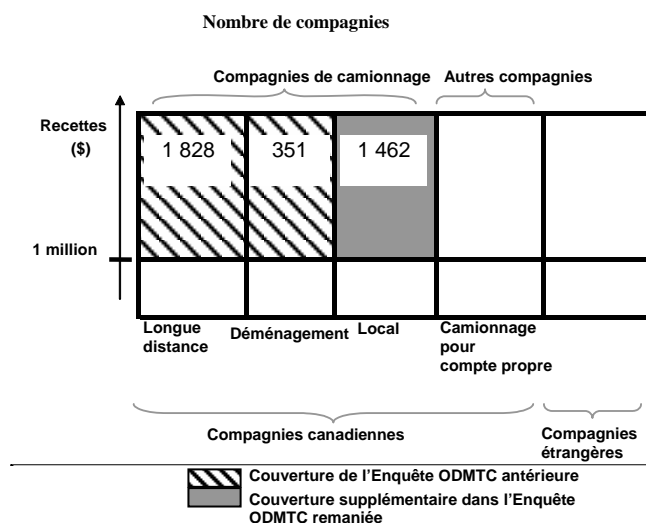 Nombre de compagnies
Compagnies de camionnage
Autres compagnies
Recettes
($)
1 828
351
1 462
1 million
Longue
distance
Déménagement
Local
Camionnage
pour
compte propre
Compagnies canadiennes
Compagnies
étrangères
Couverture de l'Enquête ODMTC antérieure
Couverture supplémentaire dans l'Enquête
ODMTC remaniée